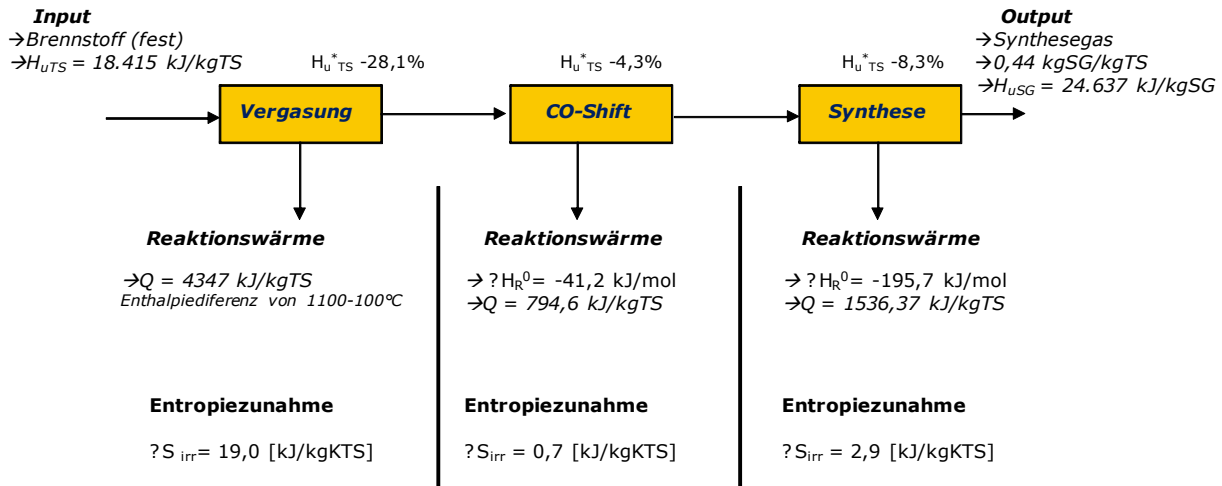 Input
→Brennstoff (fest)
→HuTS = 18.415 kJ/kgTS
Hu*TS -28,1%
Hu*TS -4,3%
Hu*TS -8,3%
Output
→Synthesegas
→0,44 kgSG/kgTS
→HuSG = 24.637 kJ/kgSG
Vergasung
CO-Shift
Synthese
Reaktionswärme
→Q = 4347 kJ/kgTS
Enthalpiediferenz von 1100-100°C
Reaktionswärme
→ ?HR0= -41,2 kJ/mol
→Q = 794,6 kJ/kgTS
Reaktionswärme
→ ?HR0= -195,7 kJ/mol
→Q = 1536,37 kJ/kgTS
Entropiezunahme
?S irr= 19,0 [kJ/kgKTS]
Entropiezunahme
?Sirr = 0,7 [kJ/kgKTS]
Entropiezunahme
?Sirr = 2,9 [kJ/kgKTS]